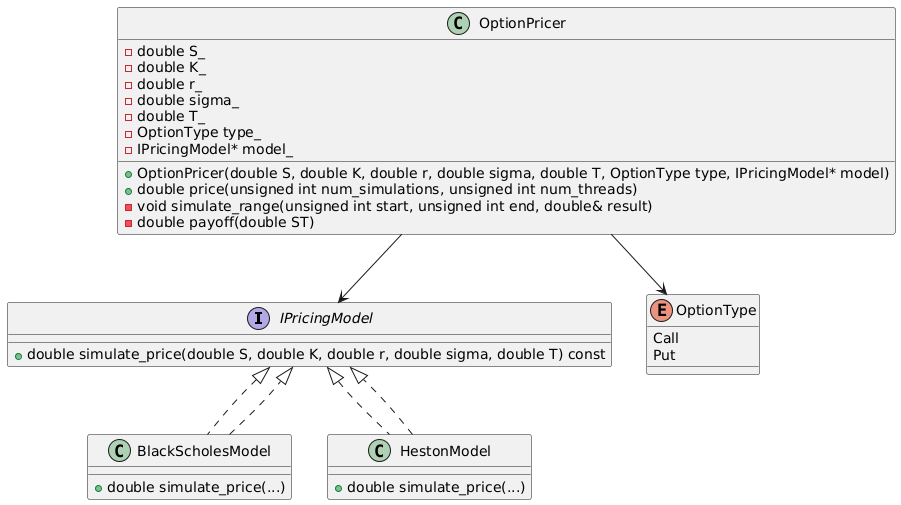 C OptionPricer
double S_
double K_
double r_
double sigma_
double T_
OptionType type_
IPricingModel* model_
OptionPricer(double S, double K, double r, double sigma, double T, OptionType type, IPricingModel* model)
double price(unsigned int num_simulations, unsigned int num_threads)
void simulate_range(unsigned int start, unsigned int end, double& result)
double payoff(double ST)
I IPricingModel
double simulate_price(double S, double K, double r, double sigma, double T) const
E OptionType
Call
Put
C BlackScholesModel
double simulate_price(...)
C HestonModel
double simulate_price(...)